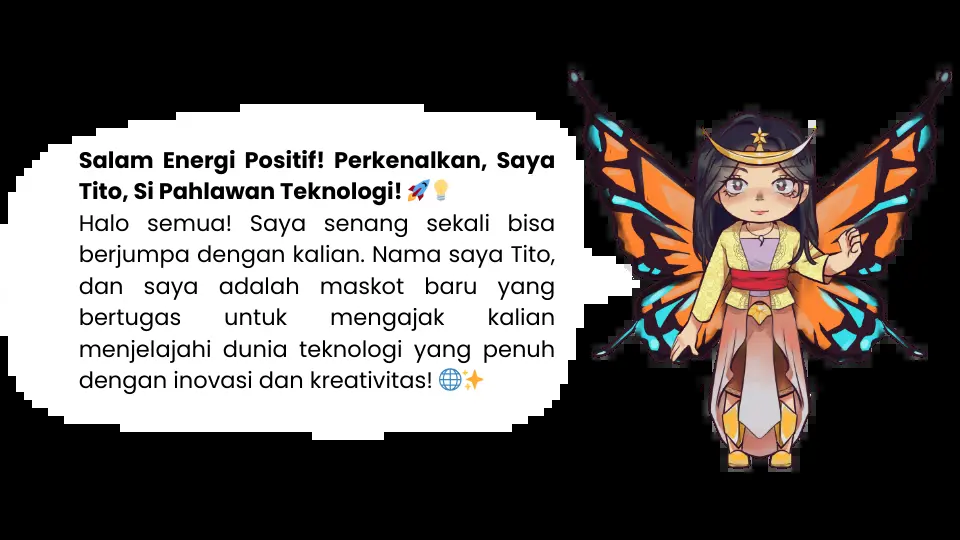 Salam Energi Positif! Perkenalkan, Saya
Tito, Si Pahlawan Teknologi! 🚀💡
Halo semua! Saya senang sekali bisa
berjumpa dengan kalian. Nama saya Tito,
dan saya adalah maskot baru yang
bertugas untuk mengajak kalian
menjelajahi dunia teknologi yang penuh
dengan inovasi dan kreativitas! 🌐✨